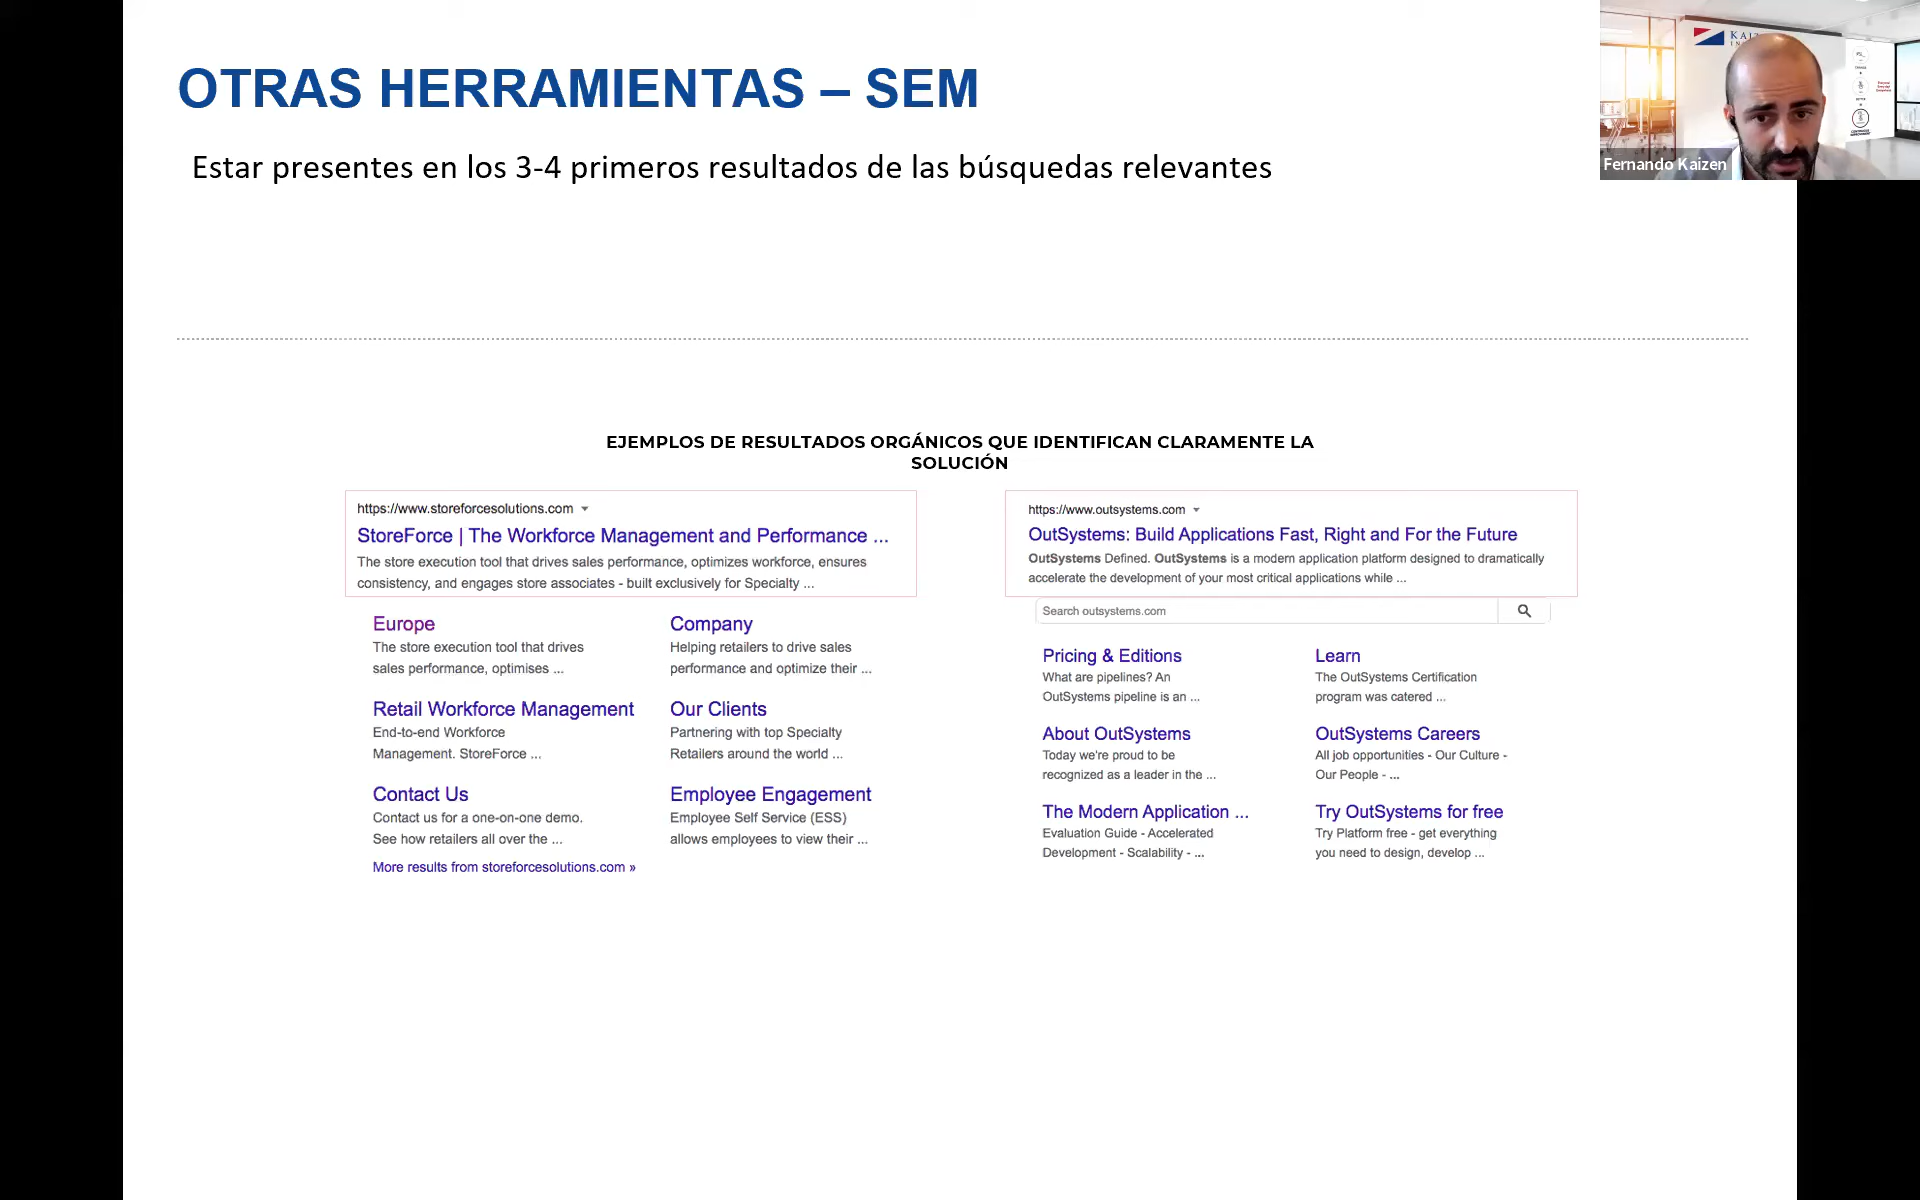 OTRAS HERRAMIENTAS – SEM
Estar presentes en los 3-4 primeros resultados de las búsquedas relevantes
Fernando Kaizen
EJEMPLOS DE RESULTADOS ORGÁNICOS QUE IDENTIFICAN CLARAMENTE LA
SOLUCIÓN
https://www.storeforcesolutions.com
StoreForce | The Workforce Management and Performance ...
The store execution tool that drives sales performance, optimizes workforce, ensures
consistency, and engages store associates - built exclusively for Specialty ...
Europe
The store execution tool that drives
sales performance, optimises ...
Company
Helping retailers to drive sales
performance and optimize their ...
Retail Workforce Management
End-to-end Workforce
Management. StoreForce ...
Our Clients
Partnering with top Specialty
Retailers around the world ...
Contact Us
Contact us for a one-on-one demo.
See how retailers all over the ...
Employee Engagement
Employee Self Service (ESS)
allows employees to view their ...
More results from storeforcesolutions.com »
https://www.outsystems.com
OutSystems: Build Applications Fast, Right and For the Future
OutSystems Defined. OutSystems is a modern application platform designed to dramatically
accelerate the development of your most critical applications while ...
Search outsystems.com
Pricing & Editions
What are pipelines? An
OutSystems pipeline is an ...
Learn
The OutSystems Certification
program was catered ...
About OutSystems
Today we're proud to be
recognized as a leader in the ...
OutSystems Careers
All job opportunities - Our Culture -
Our People - ...
The Modern Application ...
Evaluation Guide - Accelerated
Development - Scalability - ...
Try OutSystems for free
Try Platform free - get everything
you need to design, develop ...